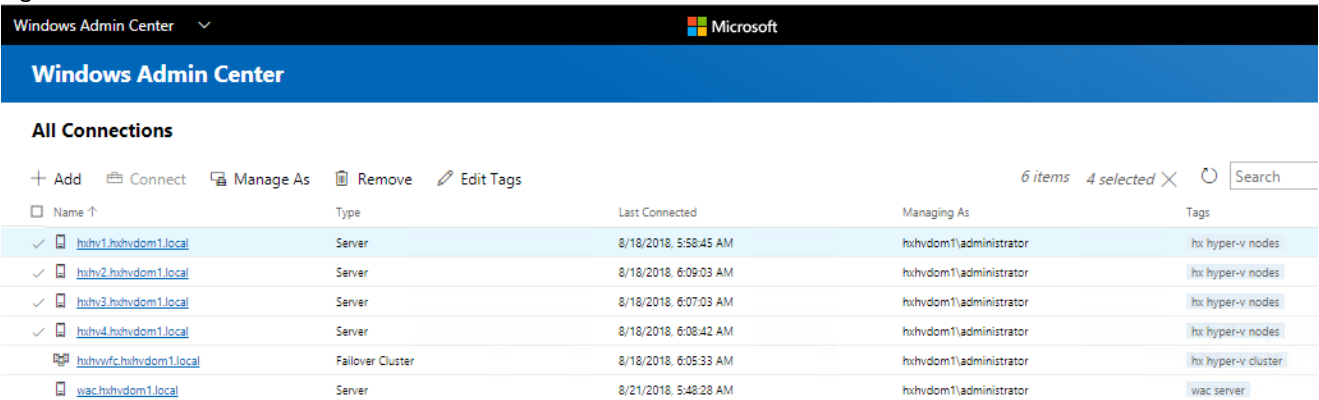 Windows Admin Center Microsoft
Windows Admin Center
All Connections
Add Connect Manage As Remove Edit Tags 6 items 4 selected Search
Name Type Last Connected Managing As Tags
hxhv1.hxhvdom1.local Server 8/18/2018, 5:58:45 AM hxhvdom1\administrator hx hyper-v nodes
hxhv2.hxhvdom1.local Server 8/18/2018, 6:09:03 AM hxhvdom1\administrator hx hyper-v nodes
hxhv3.hxhvdom1.local Server 8/18/2018, 6:07:03 AM hxhvdom1\administrator hx hyper-v nodes
hxhv4.hxhvdom1.local Server 8/18/2018, 6:08:42 AM hxhvdom1\administrator hx hyper-v nodes
hxhvwfc.hxhvdom1.local Failover Cluster 8/18/2018, 6:05:33 AM hxhvdom1\administrator hx hyper-v cluster
wac.hxhvdom1.local Server 8/21/2018, 5:48:28 AM hxhvdom1\administrator wac server